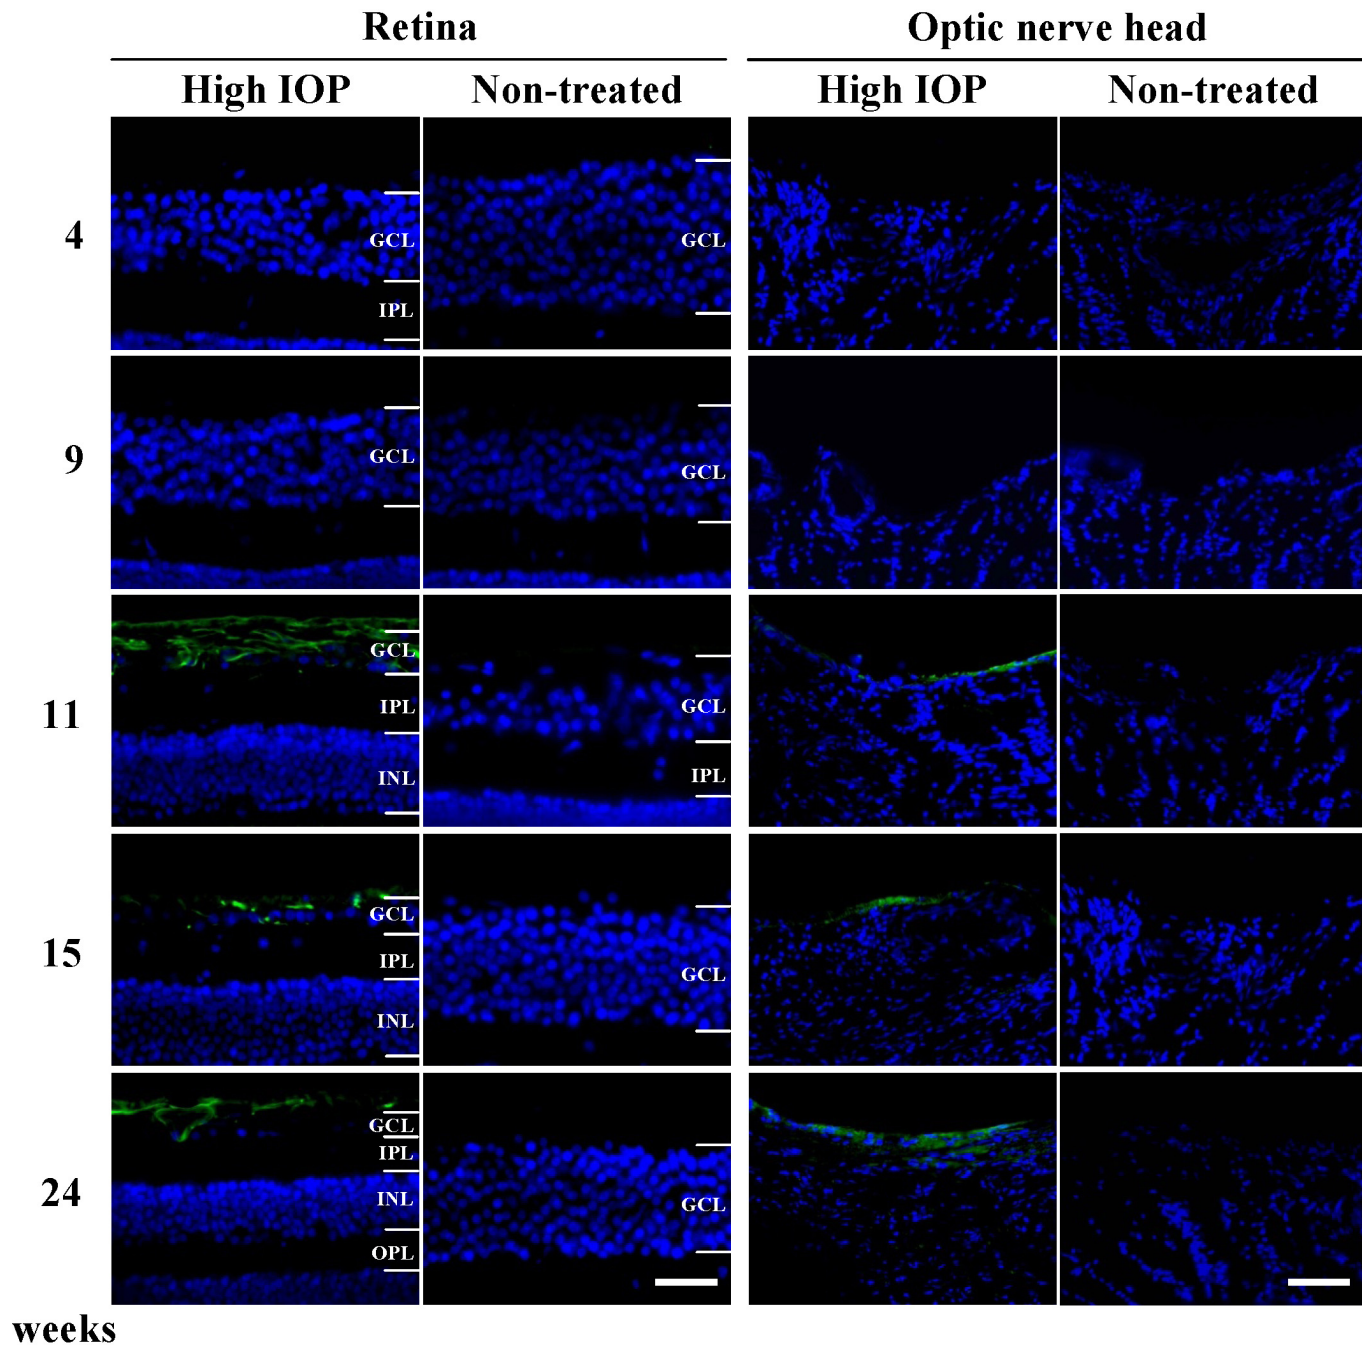 Retina
Optic nerve head
High IOP
Non-treated
High IOP
Non-treated
4
GCL
IPL
GCL
9
GCL
GCL
11
GCL
IPL
INL
GCL
IPL
15
GCL
IPL
INL
GCL
24
GCL
IPL
INL
OPL
GCL
weeks